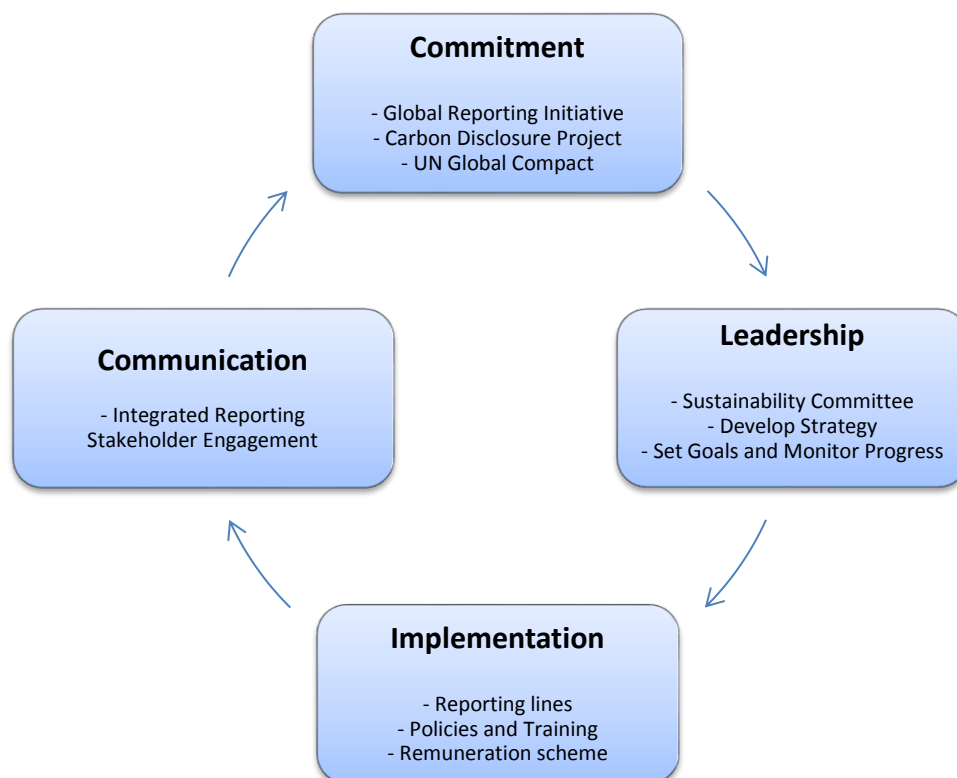 Commitment
- Global Reporting Initiative
- Carbon Disclosure Project
- UN Global Compact
Leadership
- Sustainability Committee
- Develop Strategy
- Set Goals and Monitor Progress
Implementation
- Reporting lines
- Policies and Training
- Remuneration scheme
Communication
- Integrated Reporting
Stakeholder Engagement